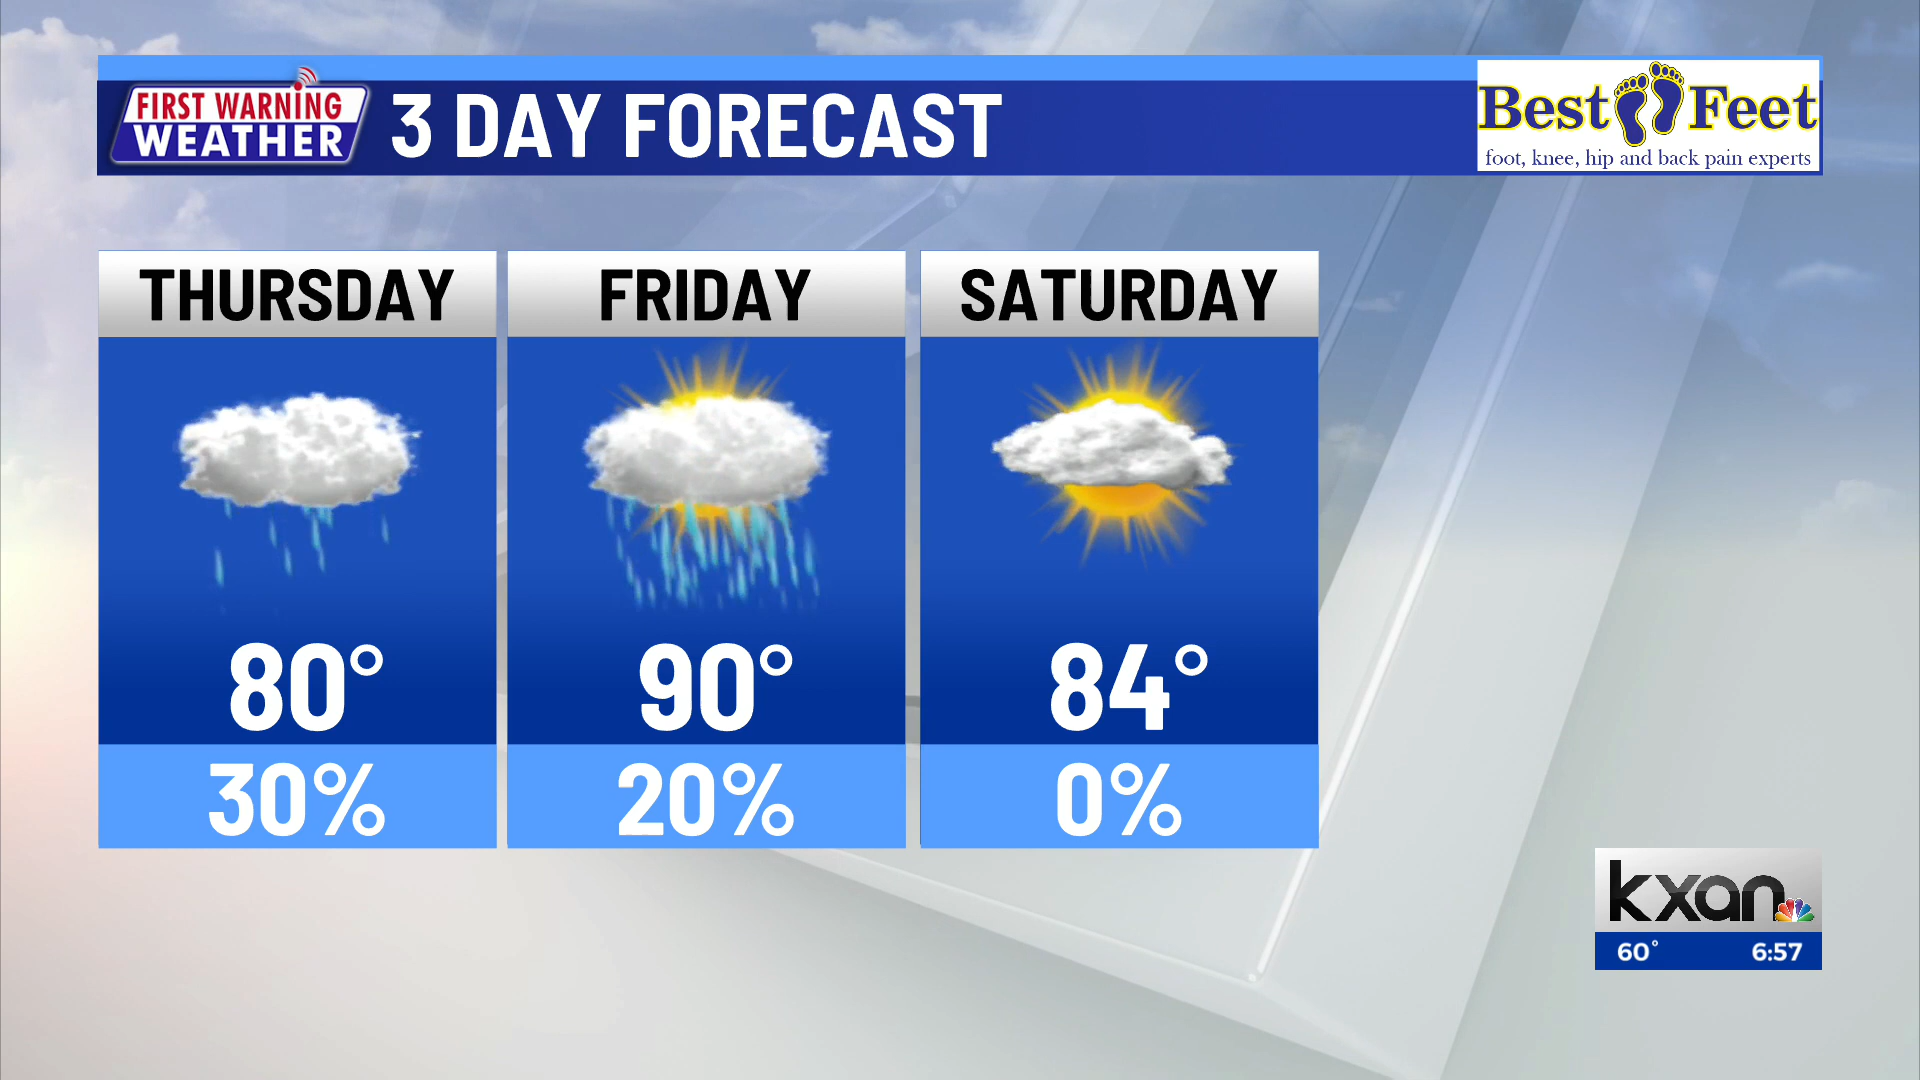 FIRST WARNING
WEATHER
3 DAY FORECAST
Best Feet
foot, knee, hip and back pain experts
THURSDAY
FRIDAY
SATURDAY
80°
90°
84°
30%
20%
0%
kxan
60° 6:57